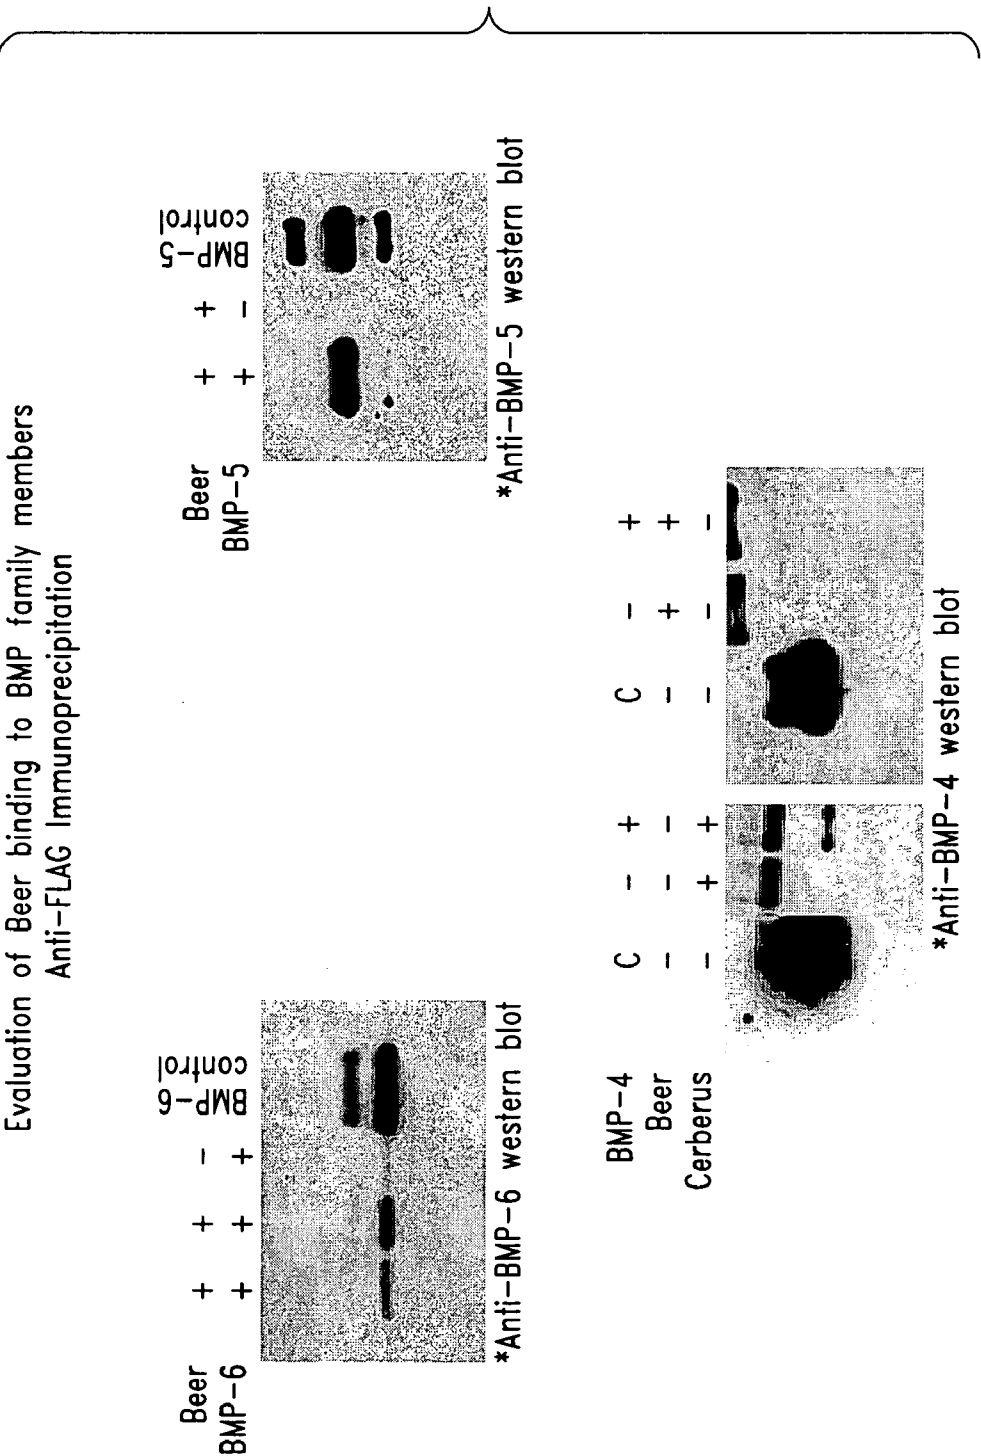 Evaluation of Beer binding to BMP family members
Anti-FLAG Immunoprecipitation
Beer + + -
BMP-6 + + +
BMP-6
control
*Anti-BMP-6 western blot
Beer + +
BMP-5 + -
BMP-5
control
*Anti-BMP-5 western blot
BMP-4 C - + C - +
Beer - - - - + +
Cerberus - + + - - -
*Anti-BMP-4 western blot